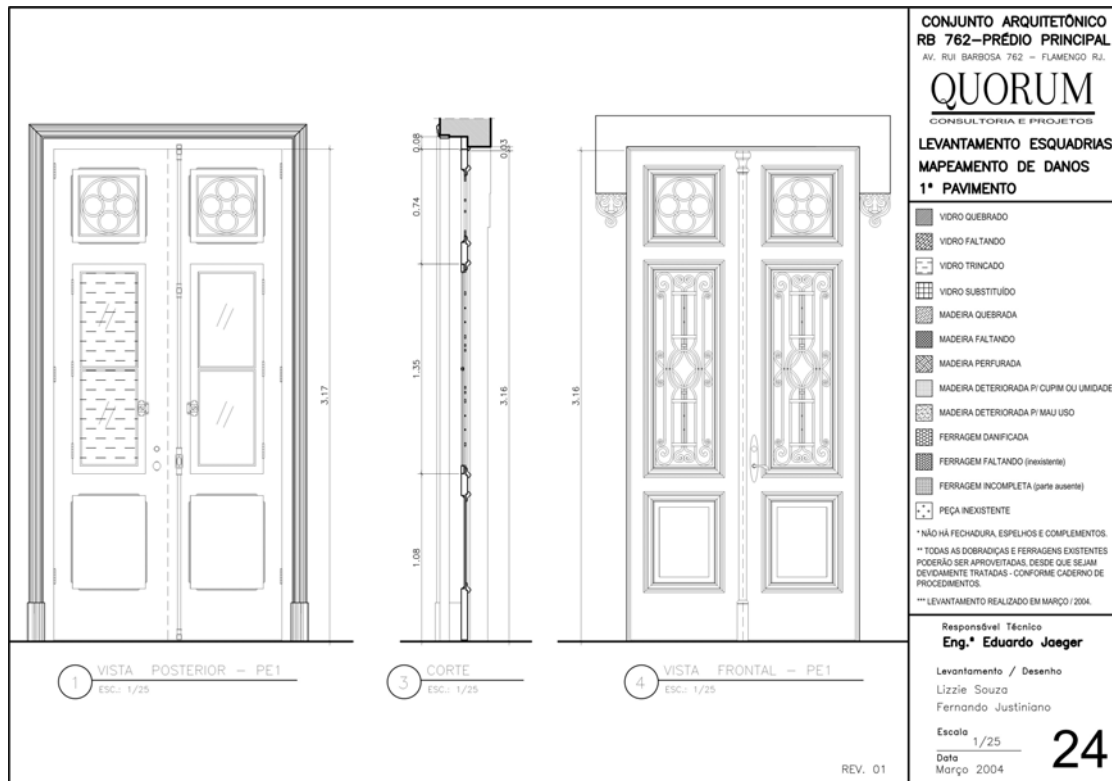 CONJUNTO ARQUITETÔNICO
RB 762-PRÉDIO PRINCIPAL
AV. RUI BARBOSA 762 - FLAMENGO RJ.
QUORUM
CONSULTORIA E PROJETOS
LEVANTAMENTO ESQUADRIAS
MAPEAMENTO DE DANOS
1º PAVIMENTO
VIDRO QUEBRADO
VIDRO FALTANDO
VIDRO TRINCADO
VIDRO SUBSTITUÍDO
MADEIRA QUEBRADA
MADEIRA FALTANDO
MADEIRA PERFURADA
MADEIRA DETERIORADA P/ CUPIM OU UMIDADE
MADEIRA DETERIORADA P/ MAU USO
FERRAGEM DANIFICADA
FERRAGEM FALTANDO (inexistente)
FERRAGEM INCOMPLETA (parte ausente)
PEÇA INEXISTENTE
* NÃO HÁ FECHADURA, ESPELHOS E COMPLEMENTOS.
** TODAS AS DOBRADIÇAS E FERRAGENS EXISTENTES
PODERÃO SER APROVEITADAS, DESDE QUE SEJAM
DEVIDAMENTE TRATADAS - CONFORME CADERNO DE
PROCEDIMENTOS.
*** LEVANTAMENTO REALIZADO EM MARÇO / 2004.
Responsável Técnico
Eng.º Eduardo Jaeger
Levantamento / Desenho
Lizzie Souza
Fernando Justiniano
Escala
1/25
Data
Março 2004
24
3.17
0.08
0.03
0.74
1.35
3.16
1.08
3.16
1 VISTA POSTERIOR - PE1
ESC.: 1/25
3 CORTE
ESC.: 1/25
4 VISTA FRONTAL - PE1
ESC.: 1/25
REV. 01